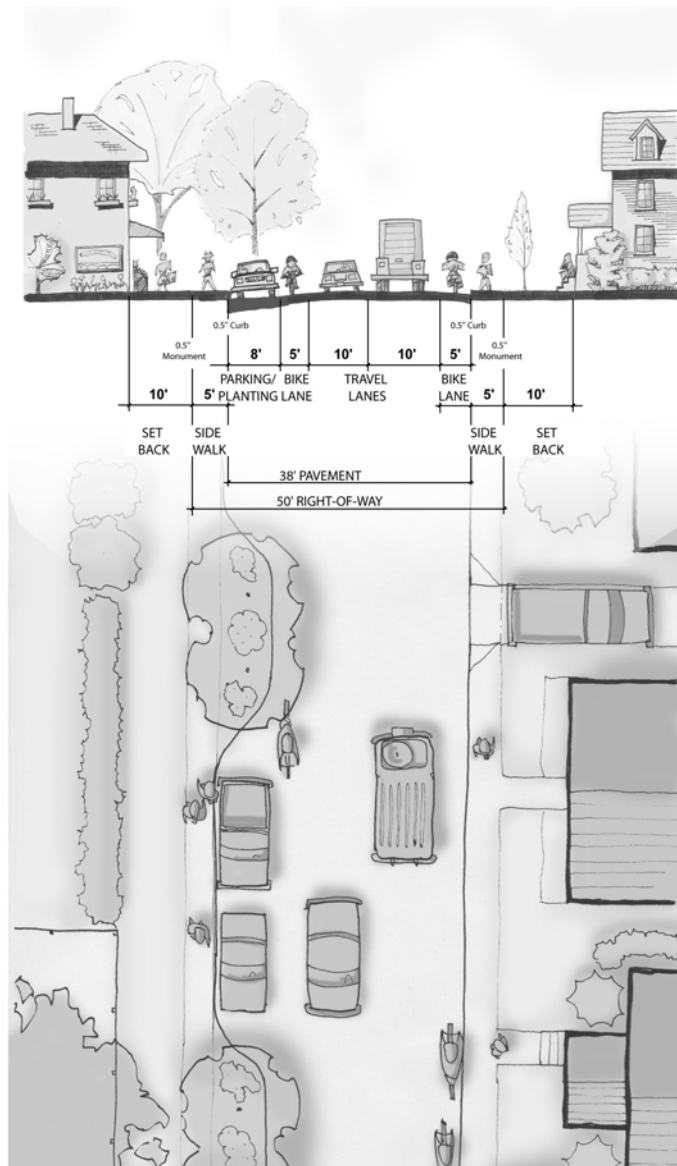 0.5" Curb
0.5" Curb
0.5"
Monument
0.5"
Monument
8'
5'
10'
10'
5'
PARKING/
PLANTING
BIKE
LANE
TRAVEL
LANES
BIKE
LANE
10'
5'
5'
10'
SET
BACK
SIDE
WALK
SIDE
WALK
SET
BACK
38' PAVEMENT
50' RIGHT-OF-WAY